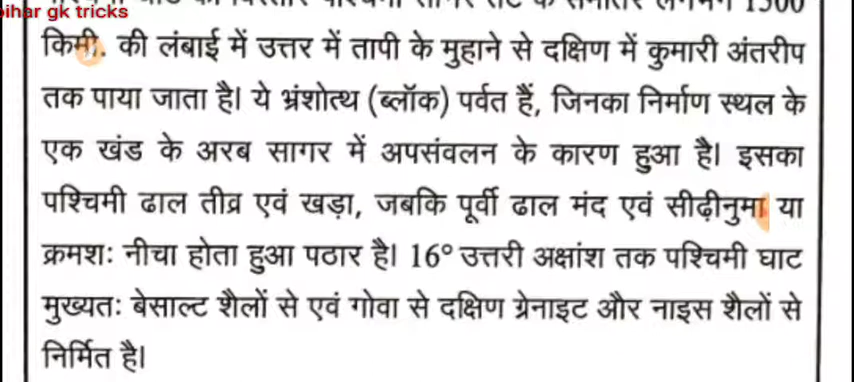 bihar gk tricks
किमी. की लंबाई में उत्तर में तापी के मुहाने से दक्षिण में कुमारी अंतरीप
तक पाया जाता है। ये भ्रंशोत्थ (ब्लॉक) पर्वत हैं, जिनका निर्माण स्थल के
एक खंड के अरब सागर में अपसंवलन के कारण हुआ है। इसका
पश्चिमी ढाल तीव्र एवं खड़ा, जबकि पूर्वी ढाल मंद एवं सीढ़ीनुमा या
क्रमशः नीचा होता हुआ पठार है। 16° उत्तरी अक्षांश तक पश्चिमी घाट
मुख्यतः बेसाल्ट शैलों से एवं गोवा से दक्षिण ग्रेनाइट और नाइस शैलों से
निर्मित है।